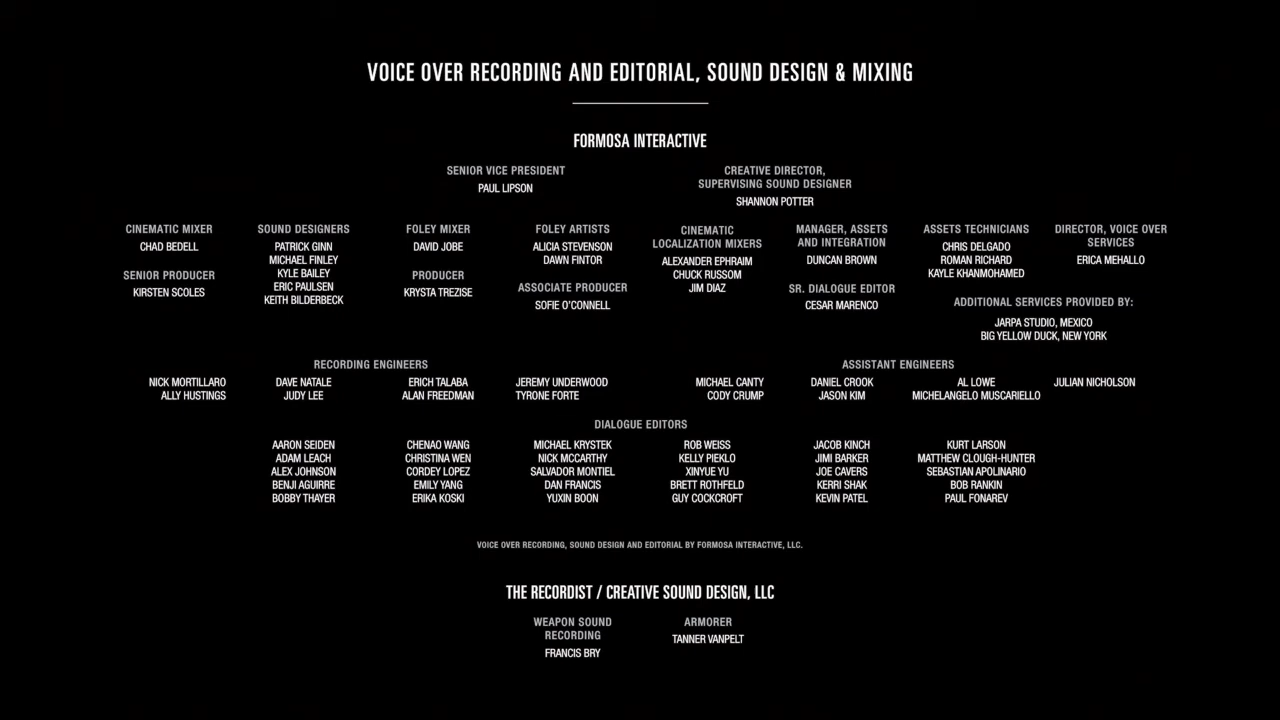 VOICE OVER RECORDING AND EDITORIAL, SOUND DESIGN & MIXING
FORMOSA INTERACTIVE
SENIOR VICE PRESIDENT
PAUL LIPSON
CREATIVE DIRECTOR,
SUPERVISING SOUND DESIGNER
SHANNON POTTER
CINEMATIC MIXER
CHAD BEDELL
SENIOR PRODUCER
KIRSTEN SCOLES
SOUND DESIGNERS
PATRICK GINN
MICHAEL FINLEY
KYLE BAILEY
ERIC PAULSEN
KEITH BILDERBECK
FOLEY MIXER
DAVID JOBE
PRODUCER
KRYSTA TREZISE
FOLEY ARTISTS
ALICIA STEVENSON
DAWN FINTOR
ASSOCIATE PRODUCER
SOFIE O'CONNELL
CINEMATIC
LOCALIZATION MIXERS
ALEXANDER EPHRAIM
CHUCK RUSSOM
JIM DIAZ
MANAGER, ASSETS
AND INTEGRATION
DUNCAN BROWN
SR. DIALOGUE EDITOR
CESAR MARENCO
ASSETS TECHNICIANS
CHRIS DELGADO
ROMAN RICHARD
KAYLE KHANMOHAMED
DIRECTOR, VOICE OVER
SERVICES
ERICA MEHALLO
ADDITIONAL SERVICES PROVIDED BY:
JARPA STUDIO, MEXICO
BIG YELLOW DUCK, NEW YORK
RECORDING ENGINEERS
NICK MORTILLARO
ALLY HUSTINGS
DAVE NATALE
JUDY LEE
ERICH TALABA
ALAN FREEDMAN
JEREMY UNDERWOOD
TYRONE FORTE
ASSISTANT ENGINEERS
MICHAEL CANTY
CODY CRUMP
DANIEL CROOK
JASON KIM
AL LOWE
MICHELANGELO MUSCARIELLO
JULIAN NICHOLSON
DIALOGUE EDITORS
AARON SEIDEN
ADAM LEACH
ALEX JOHNSON
BENJI AGUIRRE
BOBBY THAYER
CHENAO WANG
CHRISTINA WEN
CORDEY LOPEZ
EMILY YANG
ERIKA KOSKI
MICHAEL KRYSTEK
NICK MCCARTHY
SALVADOR MONTIEL
DAN FRANCIS
YUXIN BOON
ROB WEISS
KELLY PIEKLO
XINYUE YU
BRETT ROTHFELD
GUY COCKCROFT
JACOB KINCH
JIMI BARKER
JOE CAVERS
KERRI SHAK
KEVIN PATEL
KURT LARSON
MATTHEW CLOUGH-HUNTER
SEBASTIAN APOLINARIO
BOB RANKIN
PAUL FONAREV
VOICE OVER RECORDING, SOUND DESIGN AND EDITORIAL BY FORMOSA INTERACTIVE, LLC.
THE RECORDIST / CREATIVE SOUND DESIGN, LLC
WEAPON SOUND
RECORDING
FRANCIS BRY
ARMORER
TANNER VANPELT